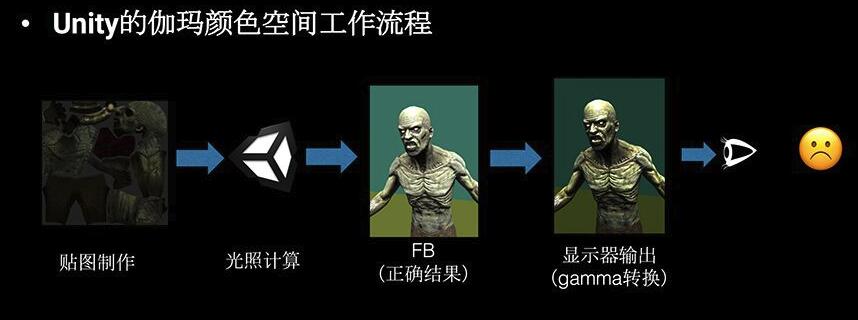 • Unity的伽玛颜色空间工作流程
贴图制作
光照计算
FB
（正确结果）
显示器输出
（gamma转换）